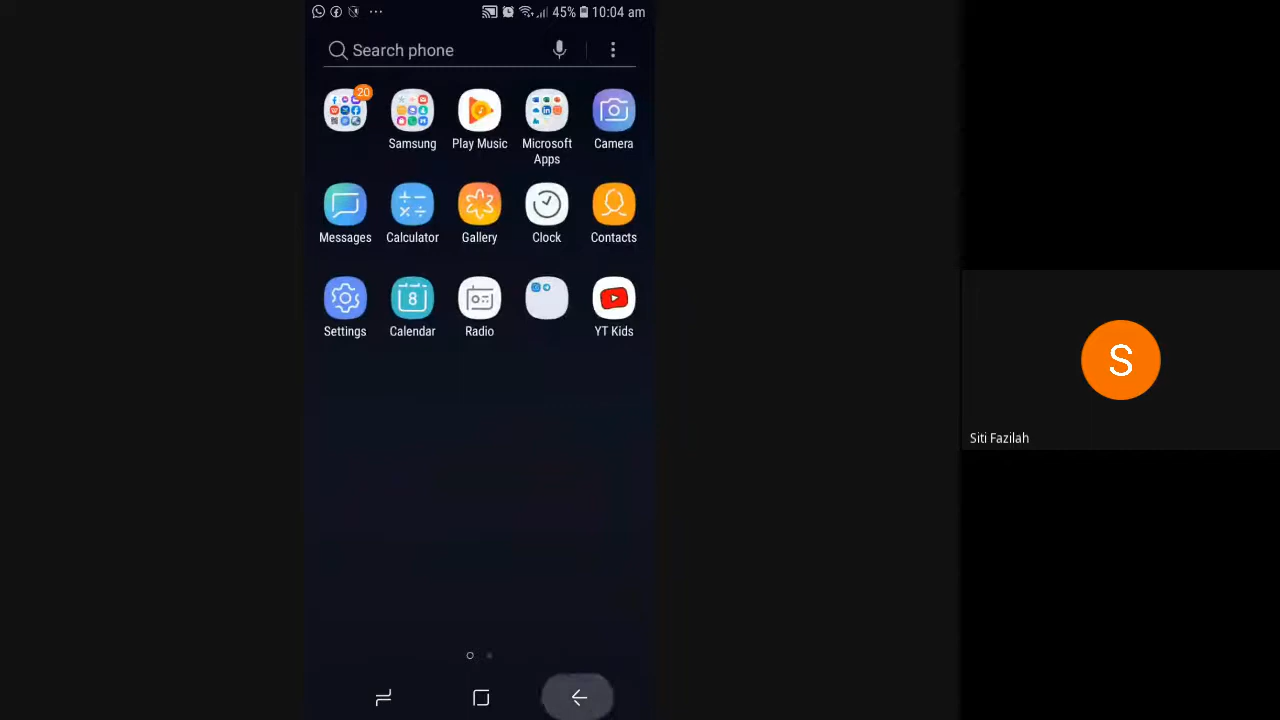 45% 10:04 am
Search phone
20
Samsung
Play Music
Microsoft
Apps
Camera
Messages
Calculator
Gallery
Clock
Contacts
8
Settings
Calendar
Radio
YT Kids
S
Siti Fazilah